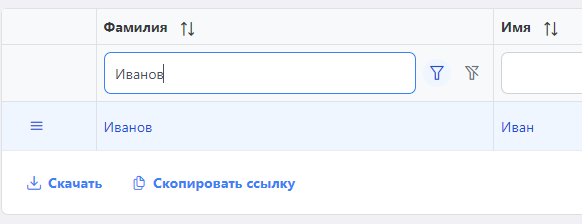 Фамилия Имя
Иванов
Иванов Иван
Скачать Скопировать ссылку